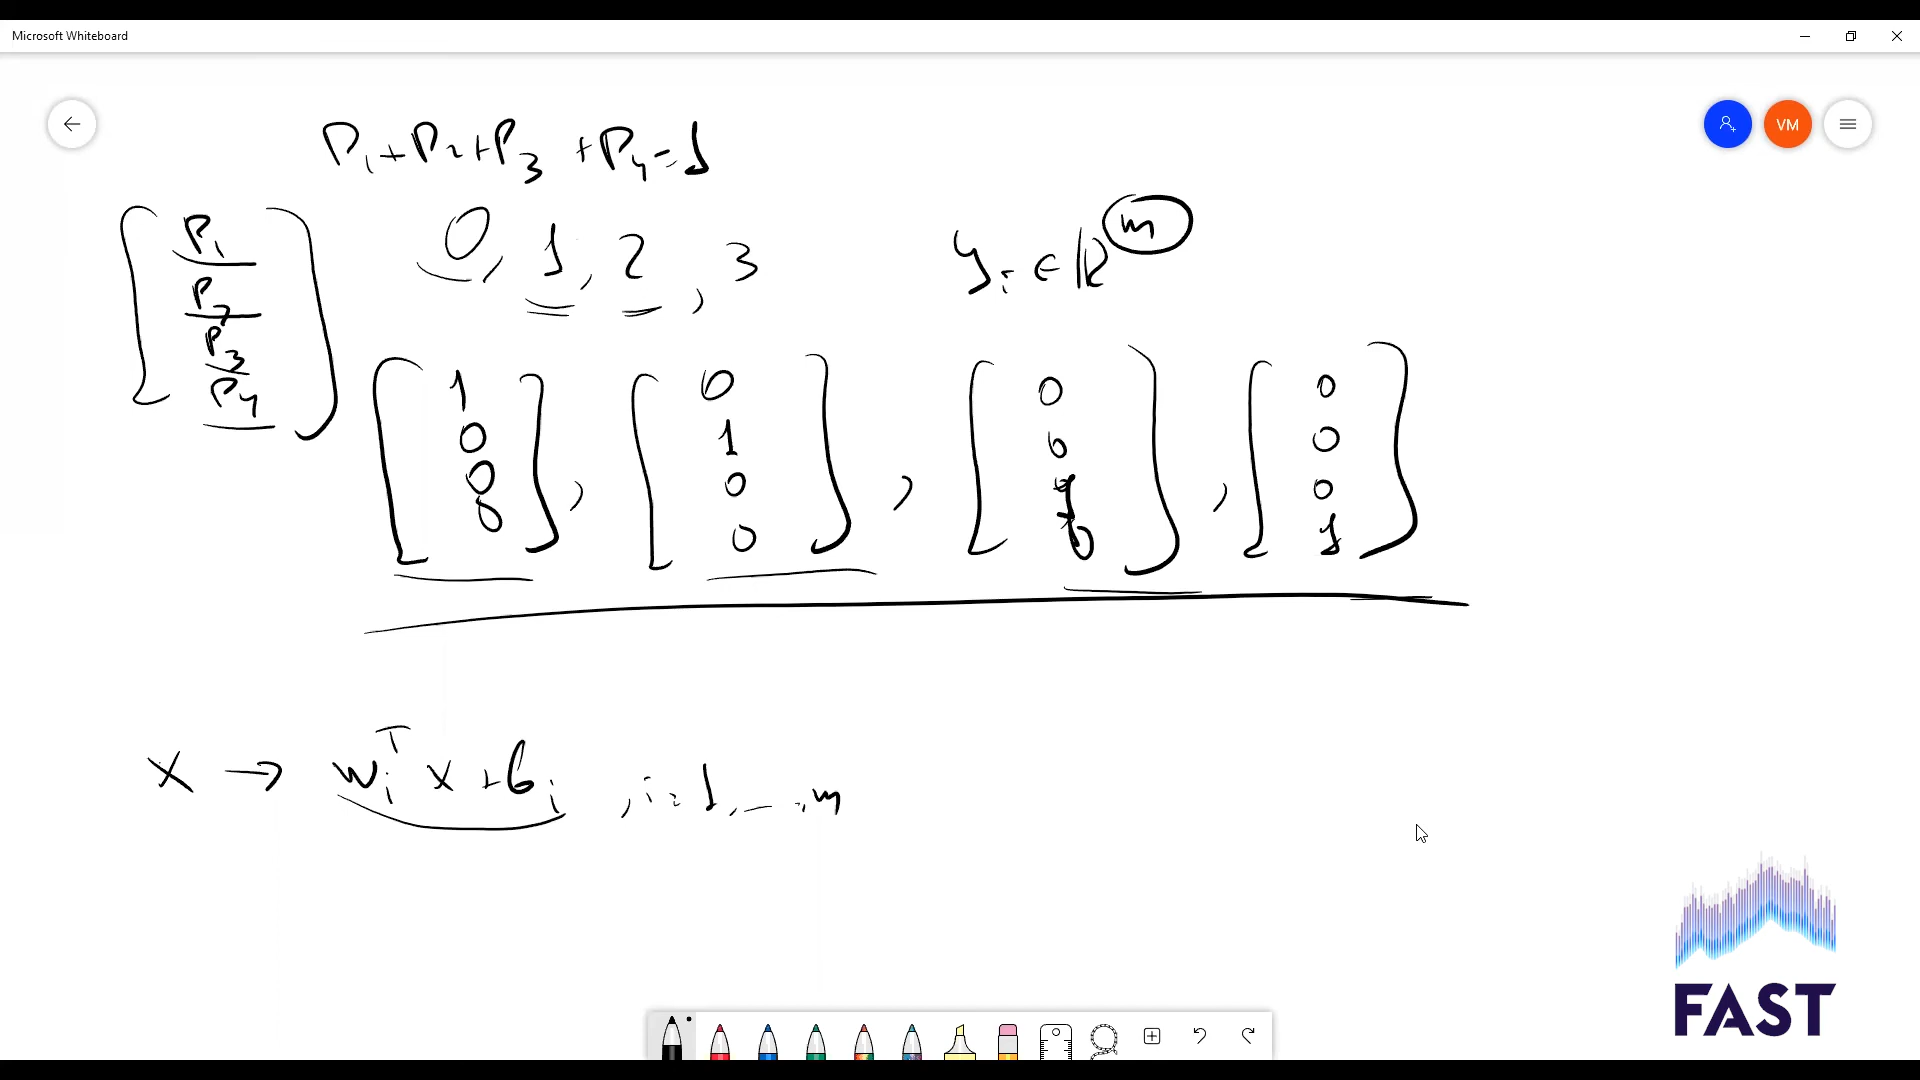 Microsoft Whiteboard
VM
P₁+P₂+P₃+P₄=1
[P₁ P₂ P₃ P₄]
0, 1, 2, 3
yᵢ ∈ ℝᵐ
[1 0 0 0], [0 1 0 0], [0 0 1 0], [0 0 0 1]
x → wᵢᵀ x + bᵢ , i = 1, ..., m
FAST